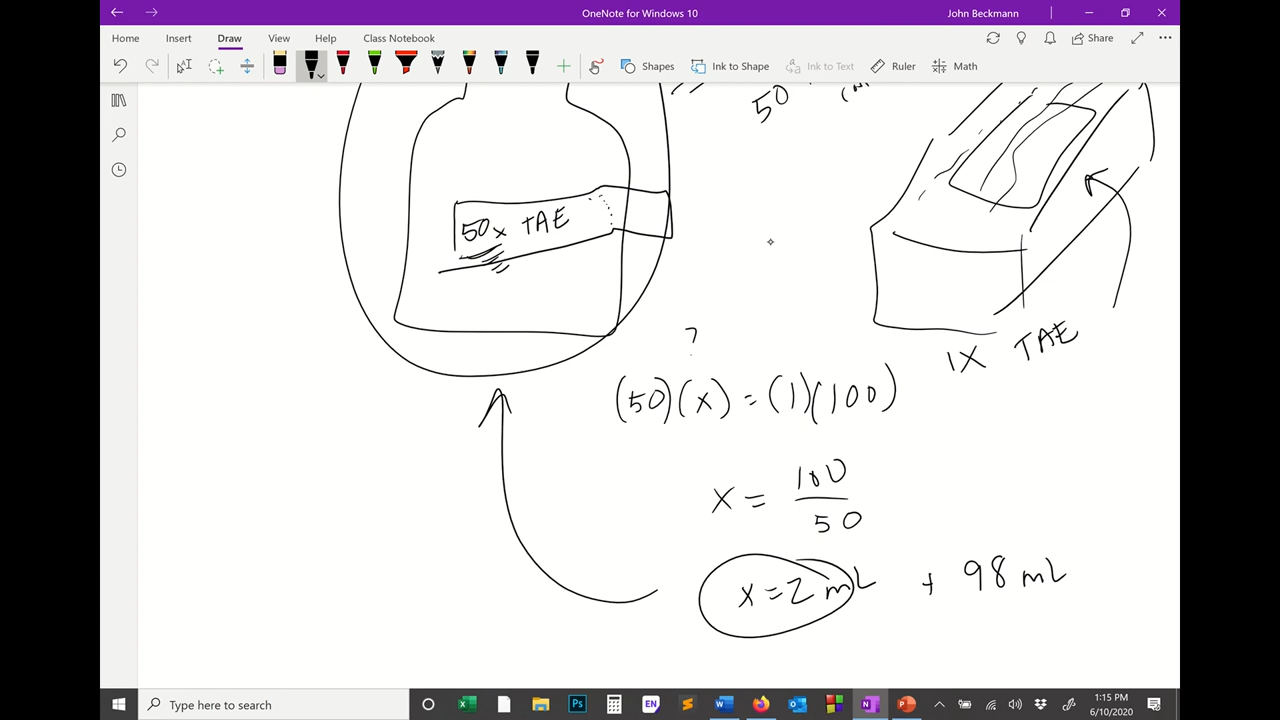 OneNote for Windows 10
John Beckmann
Home Insert Draw View Help Class Notebook
Share
Shapes Ink to Shape Ink to Text Ruler Math
50
50x TAE
1X TAE
?
(50)(x) = (1)(100)
x = 100
50
x = 2 mL + 98 mL
Type here to search
1:15 PM
6/10/2020